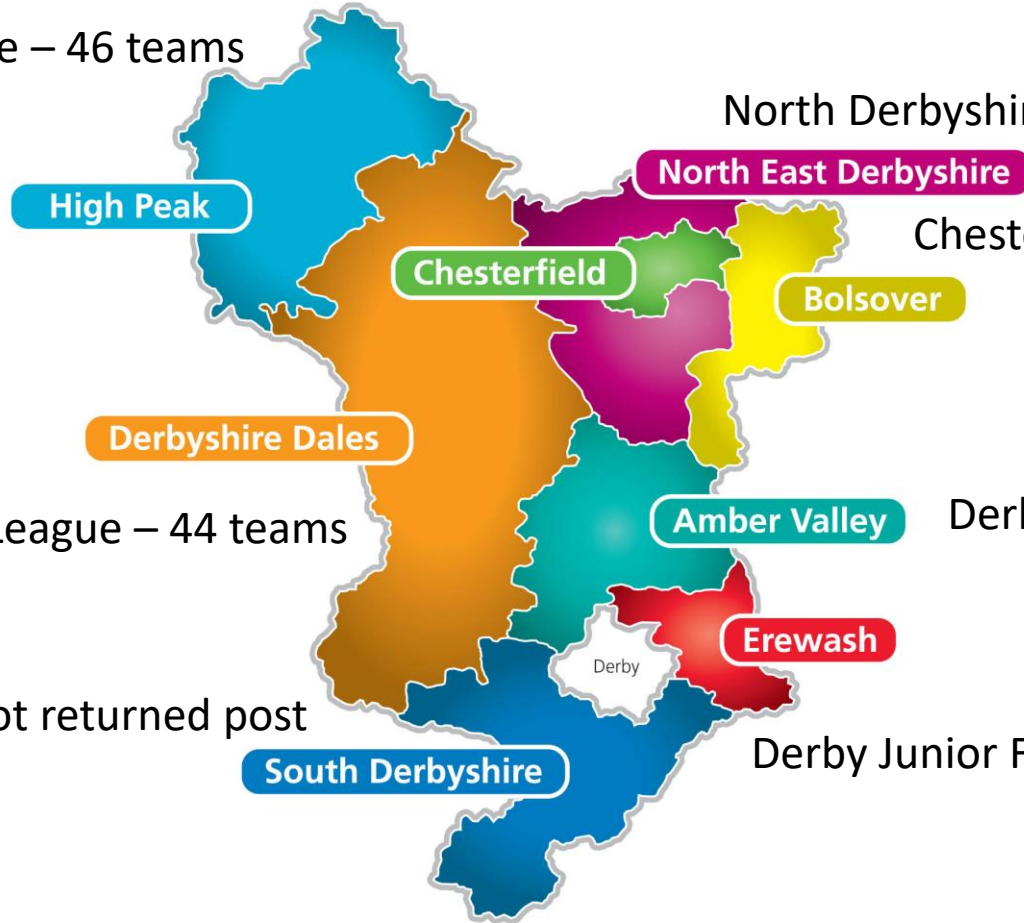 e – 46 teams
North Derbyshir
North East Derbyshire
High Peak
Chest
Chesterfield
Bolsover
Derbyshire Dales
League – 44 teams
Amber Valley
Der
Erewash
Derby
ot returned post
South Derbyshire
Derby Junior F